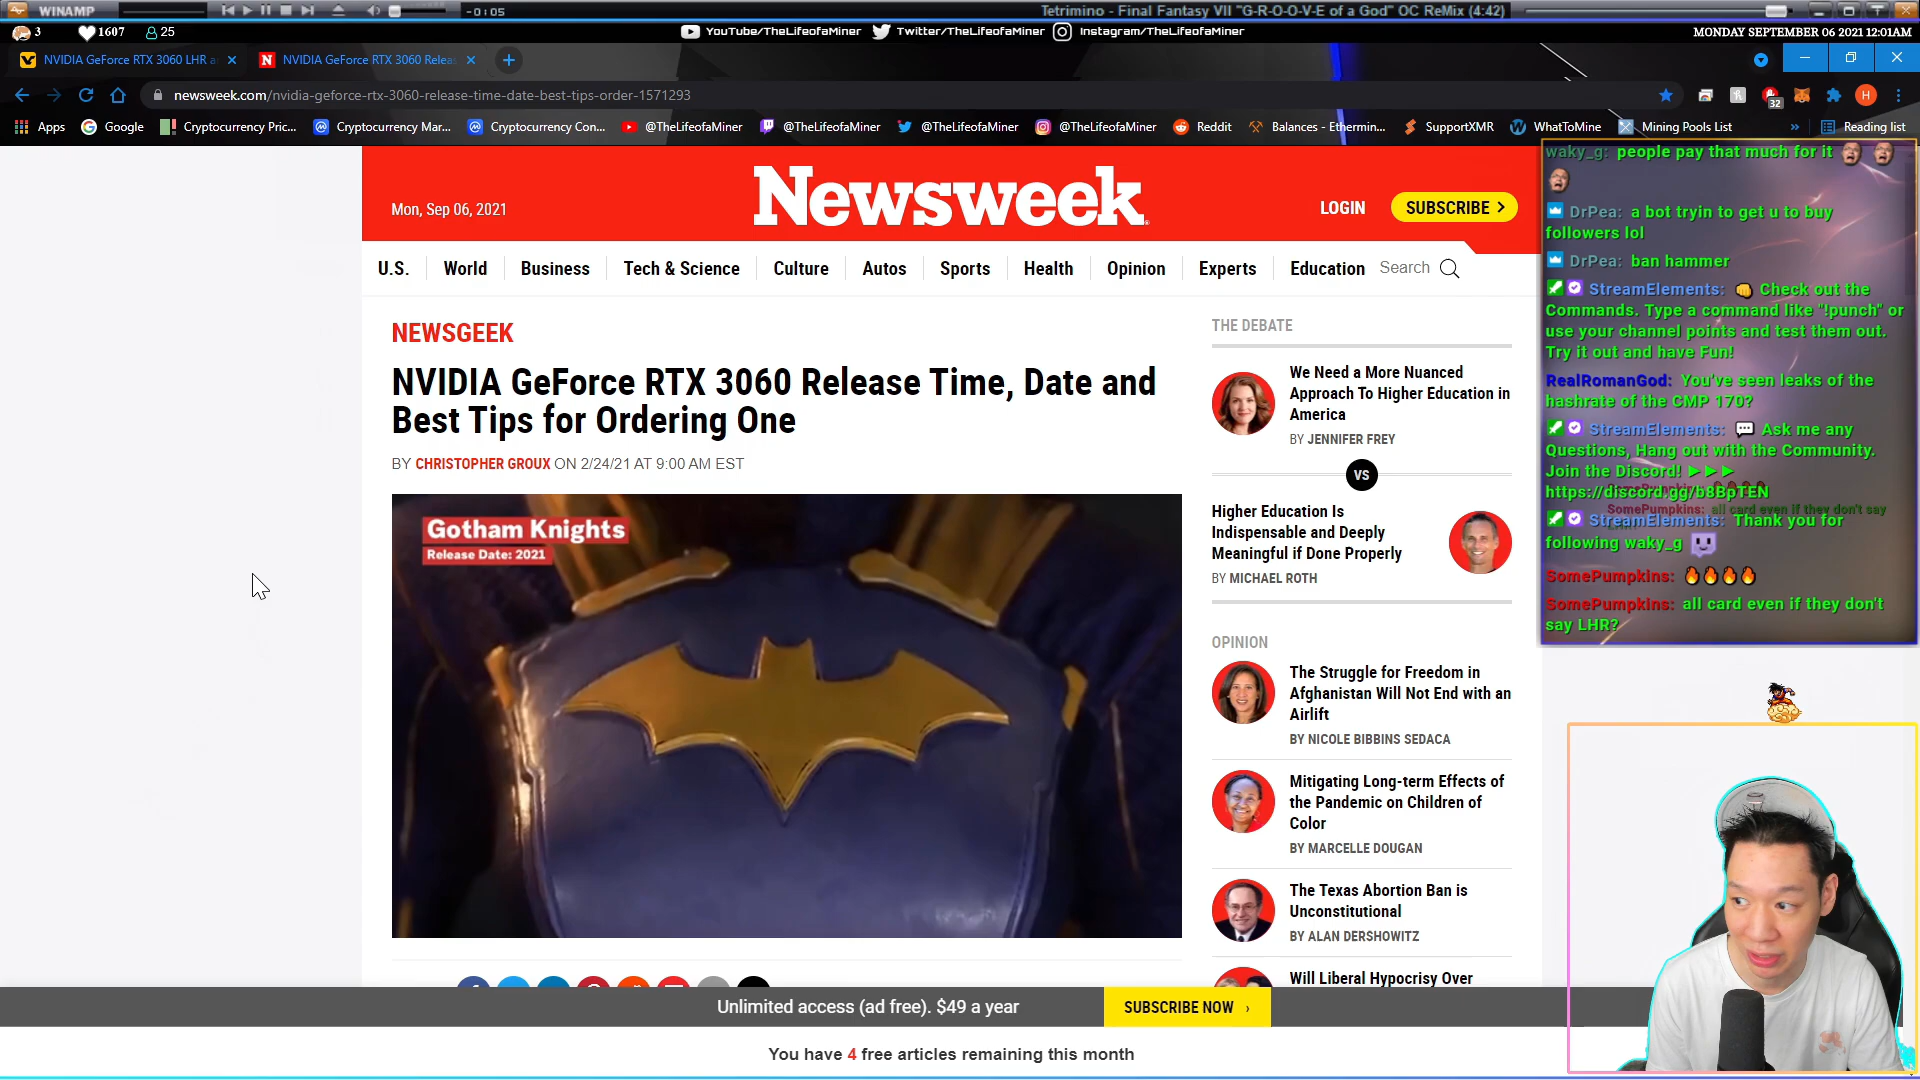 WINAMP
-0:05
Tetrimino - Final Fantasy VII "G-R-O-O-V-E of a God" OC ReMix (4:42)
3 1607 25
YouTube/TheLifeofaMiner Twitter/TheLifeofaMiner Instagram/TheLifeofaMiner
MONDAY SEPTEMBER 06 2021 12:01AM
NVIDIA GeForce RTX 3060 LHR a
NVIDIA GeForce RTX 3060 Releas
newsweek.com/nvidia-geforce-rtx-3060-release-time-date-best-tips-order-1571293
32
H
Apps
Google
Cryptocurrency Pric...
Cryptocurrency Mar...
Cryptocurrency Con...
@TheLifeofaMiner
@TheLifeofaMiner
@TheLifeofaMiner
@TheLifeofaMiner
Reddit
Balances - Ethermin...
SupportXMR
WhatToMine
Mining Pools List
»
Reading list
Mon, Sep 06, 2021
Newsweek
LOGIN
SUBSCRIBE >
U.S.
World
Business
Tech & Science
Culture
Autos
Sports
Health
Opinion
Experts
Education
Search
NEWSGEEK
NVIDIA GeForce RTX 3060 Release Time, Date and
Best Tips for Ordering One
BY CHRISTOPHER GROUX ON 2/24/21 AT 9:00 AM EST
Gotham Knights
Release Date: 2021
THE DEBATE
We Need a More Nuanced
Approach To Higher Education in
America
BY JENNIFER FREY
VS
Higher Education Is
Indispensable and Deeply
Meaningful if Done Properly
BY MICHAEL ROTH
OPINION
The Struggle for Freedom in
Afghanistan Will Not End with an
Airlift
BY NICOLE BIBBINS SEDACA
Mitigating Long-term Effects of
the Pandemic on Children of
Color
BY MARCELLE DOUGAN
The Texas Abortion Ban is
Unconstitutional
BY ALAN DERSHOWITZ
Will Liberal Hypocrisy Over
waky_g: people pay that much for it
DrPea: a bot tryin to get u to buy
followers lol
DrPea: ban hammer
StreamElements: Check out the
Commands. Type a command like "!punch" or
use your channel points and test them out.
Try it out and have Fun!
RealRomanGod: You've seen leaks of the
hashrate of the CMP 170?
StreamElements: Ask me any
Questions, Hang out with the Community.
Join the Discord! ►►►
https://discord.gg/b8BpTEN
SomePumpkins: all card even if they don't say
StreamElements: Thank you for
following waky_g
SomePumpkins:
SomePumpkins: all card even if they don't
say LHR?
Unlimited access (ad free). $49 a year
SUBSCRIBE NOW ›
You have 4 free articles remaining this month